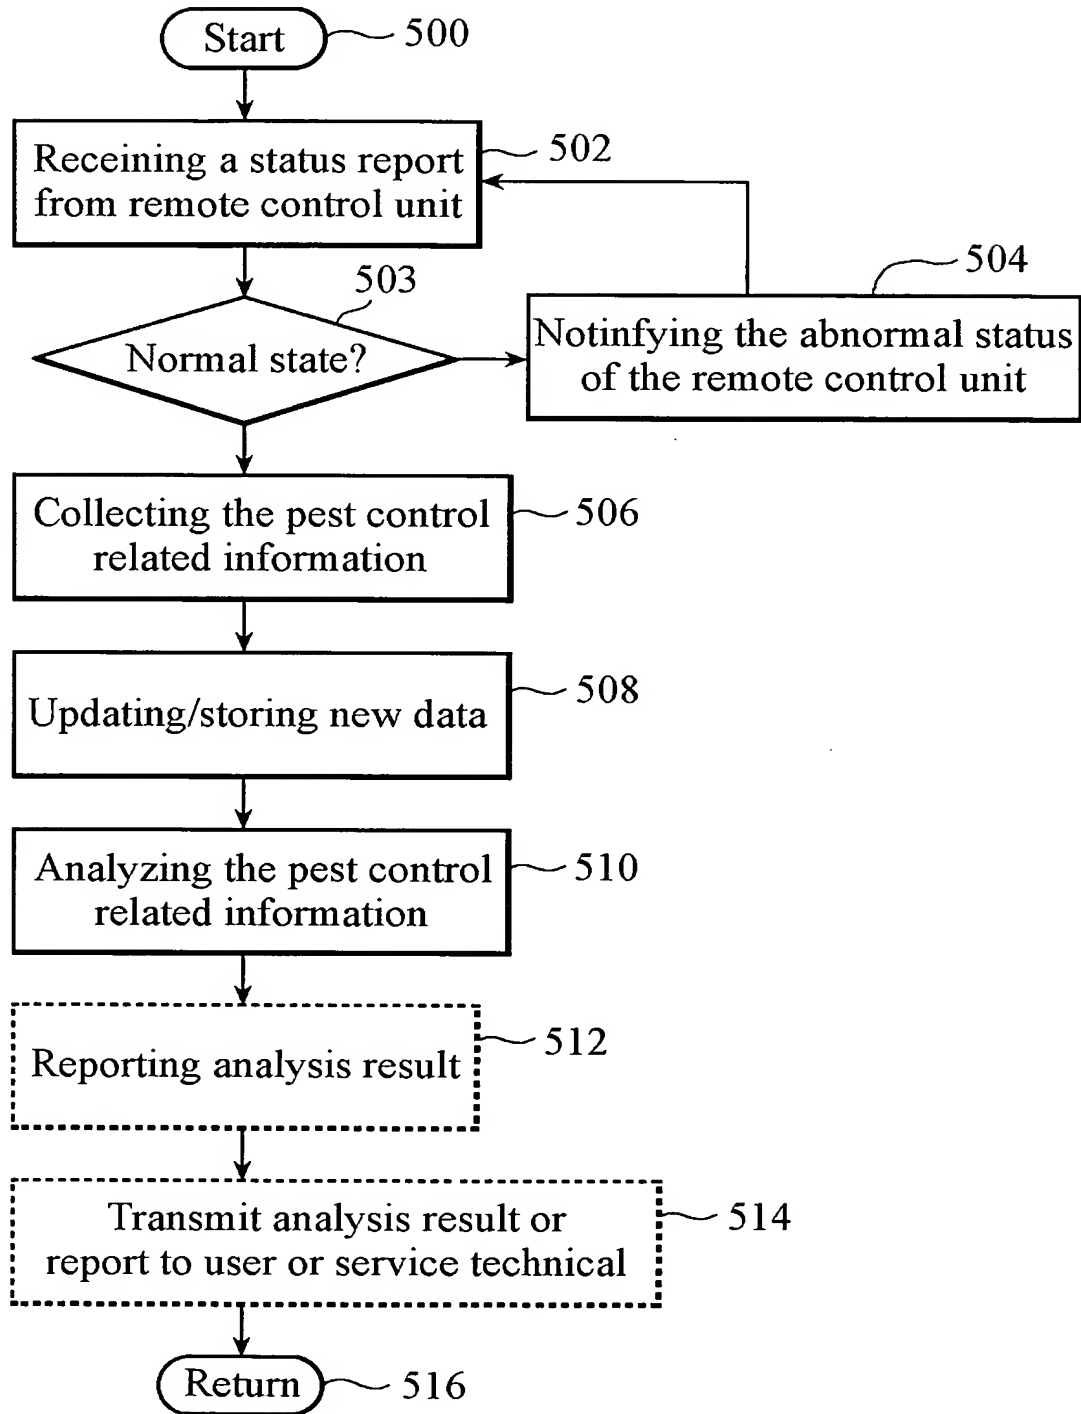 Start
500
Receining a status report
from remote control unit
502
503
Normal state?
504
Notinfying the abnormal status
of the remote control unit
Collecting the pest control
related information
506
Updating/storing new data
508
Analyzing the pest control
related information
510
Reporting analysis result
512
Transmit analysis result or
report to user or service technical
514
Return
516